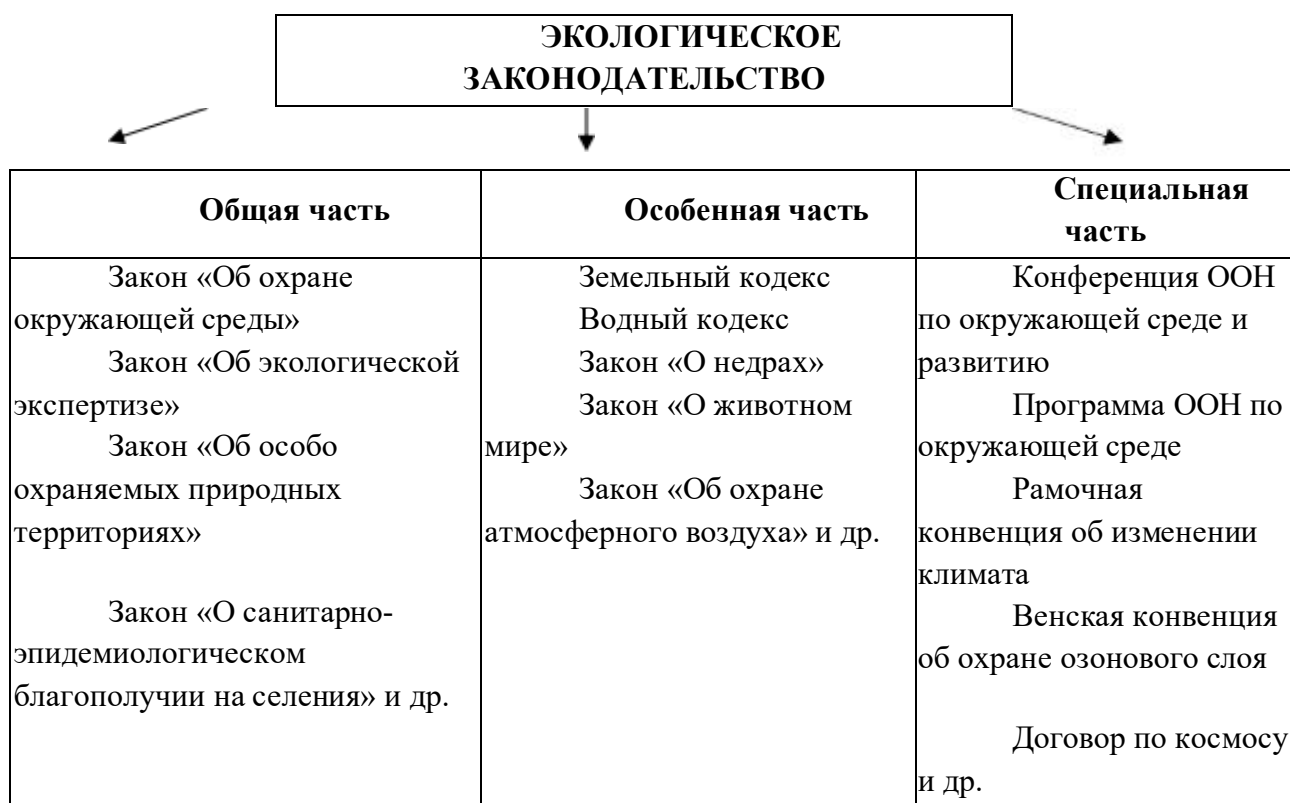 ЭКОЛОГИЧЕСКОЕ
ЗАКОНОДАТЕЛЬСТВО
Общая часть
Закон «Об охране
окружающей среды»
Закон «Об экологической
экспертизе»
Закон «Об особо
охраняемых природных
территориях»
Закон «О санитарно-
эпидемиологическом
благополучии на селения» и др.
Особенная часть
Земельный кодекс
Водный кодекс
Закон «О недрах»
Закон «О животном
мире»
Закон «Об охране
атмосферного воздуха» и др.
Специальная
часть
Конференция ООН
по окружающей среде и
развитию
Программа ООН по
окружающей среде
Рамочная
конвенция об изменении
климата
Венская конвенция
об охране озонового слоя
Договор по космосу
и др.